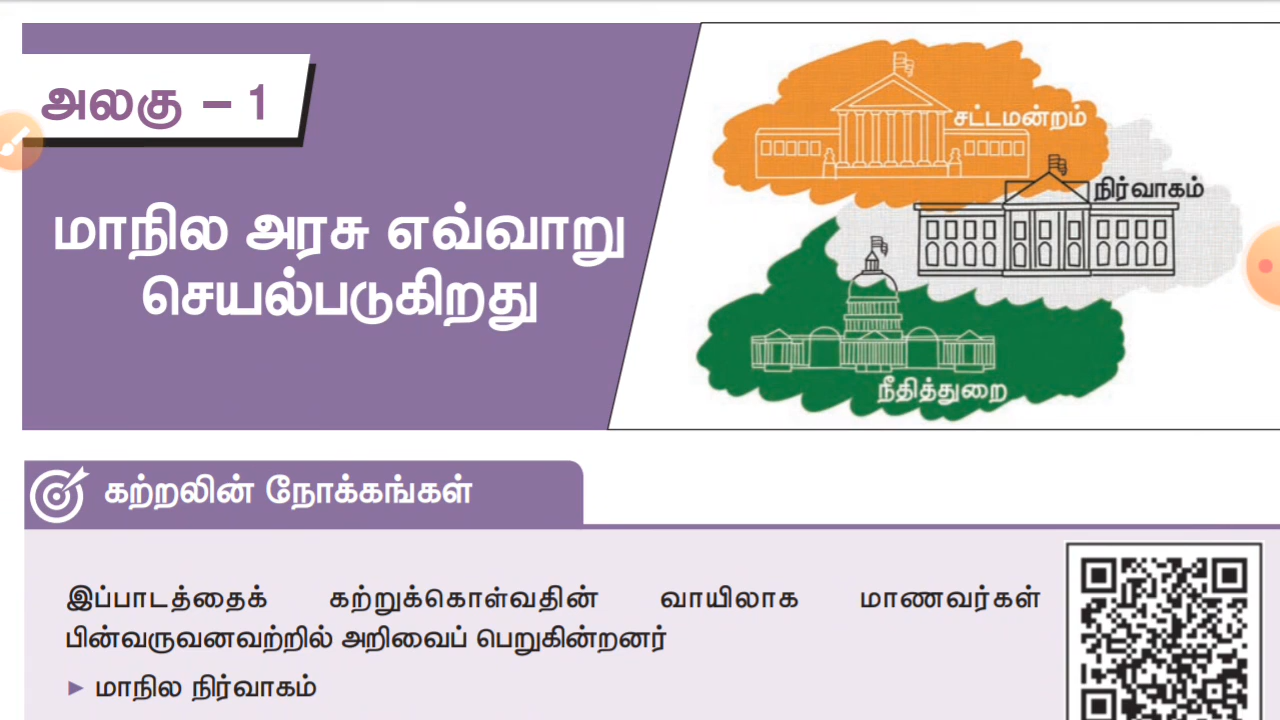 அலகு – 1
மாநில அரசு எவ்வாறு
செயல்படுகிறது
சட்டமன்றம்
நிர்வாகம்
நீதித்துறை
கற்றலின் நோக்கங்கள்
இப்பாடத்தைக் கற்றுக்கொள்வதின் வாயிலாக மாணவர்கள்
பின்வருவனவற்றில் அறிவைப் பெறுகின்றனர்
► மாநில நிர்வாகம்